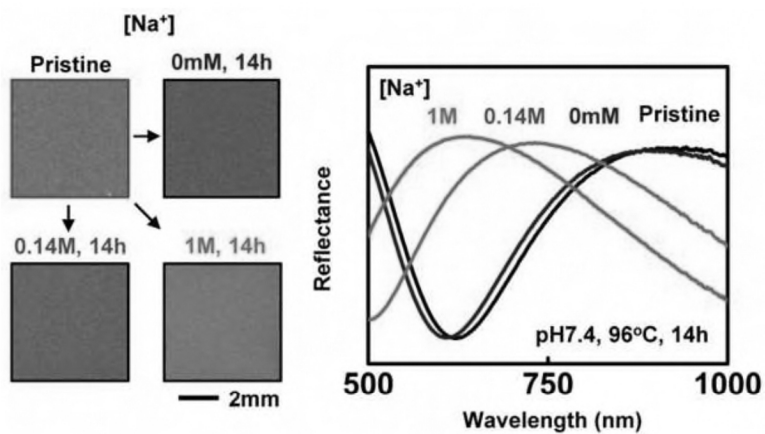 [Na⁺]
Pristine
0mM, 14h
0.14M, 14h
1M, 14h
2mm
[Na⁺]
1M 0.14M 0mM Pristine
Reflectance
pH7.4, 96ºC, 14h
500 750 1000
Wavelength (nm)